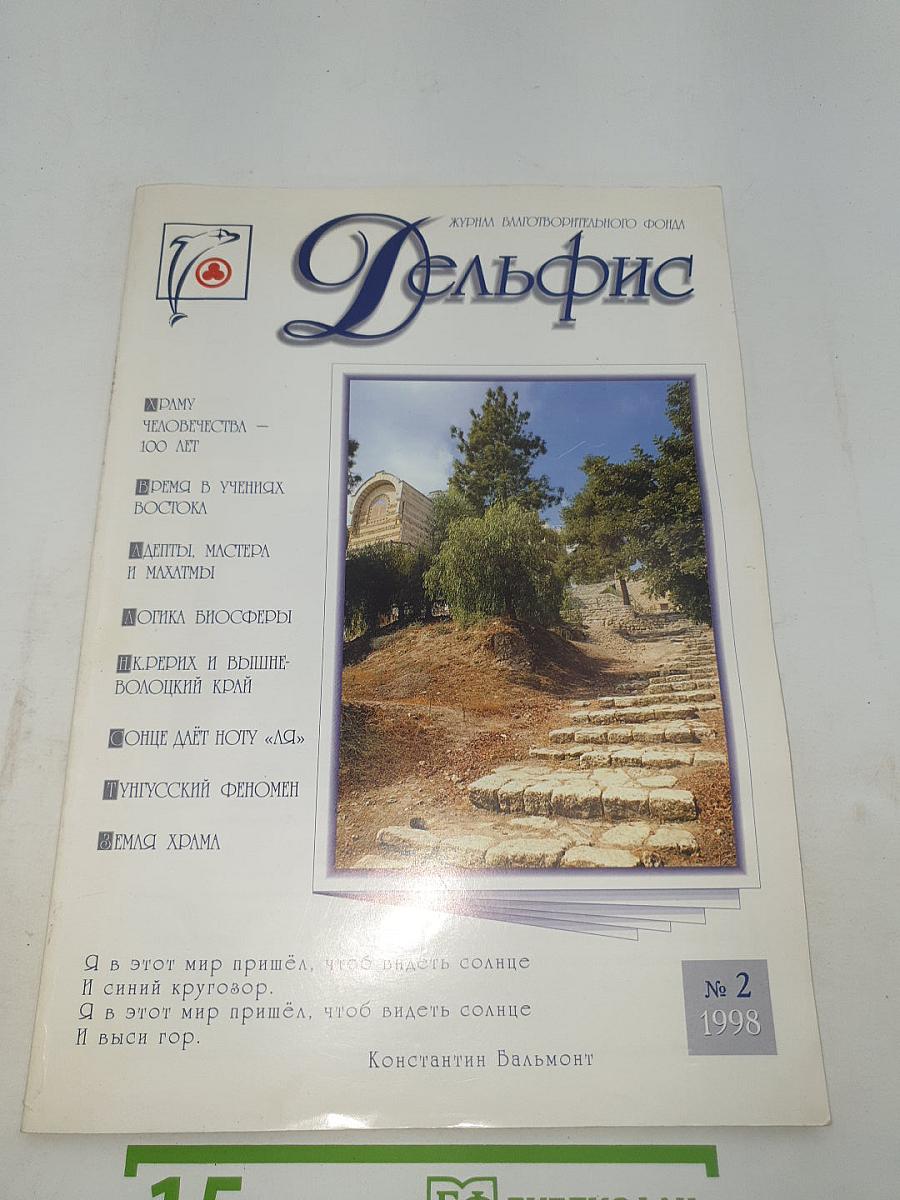 ЖУРНАЛ БЛАГОТВОРИТЕЛЬНОГО ФОНДА
Дельфис
ХРАМУ
ЧЕЛОВЕЧЕСТВА —
100 ЛЕТ
ВРЕМЯ В УЧЕНИЯХ
ВОСТОКА
АДЕПТЫ, МАСТЕРА
И МАХАТМЫ
ЛОГИКА БИОСФЕРЫ
Н.К.РЕРИХ И ВЫШНЕ-
ВОЛОЦКИЙ КРАЙ
СОНЦЕ ДАЁТ НОТУ «ЛЯ»
ТУНГУССКИЙ ФЕНОМЕН
ЗЕМЛЯ ХРАМА
Я в этот мир пришёл, чтоб видеть солнце
И синий кругозор.
Я в этот мир пришёл, чтоб видеть солнце
И выси гор.
Константин Бальмонт
№ 2
1998
15